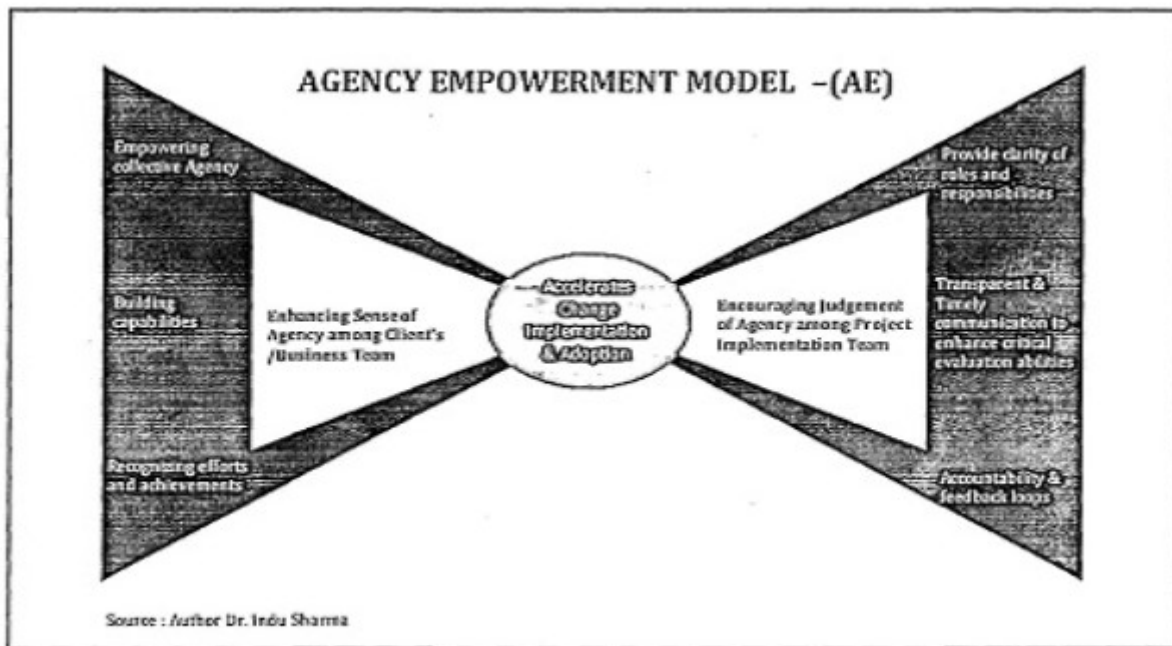 AGENCY EMPOWERMENT MODEL –(AE)
Empowering
collective Agency
Building
capabilities
Recognizing efforts
and achievements
Enhancing Sense of
Agency among Client's
/Business Team
Accelerates
Change
Implementation
& Adoption
Encouraging Judgement
of Agency among Project
Implementation Team
Provide clarity of
roles and
responsibilities
Transparent &
Timely
communication to
enhance critical
evaluation abilities
Accountability &
feedback loops
Source : Author Dr. Indu Sharma